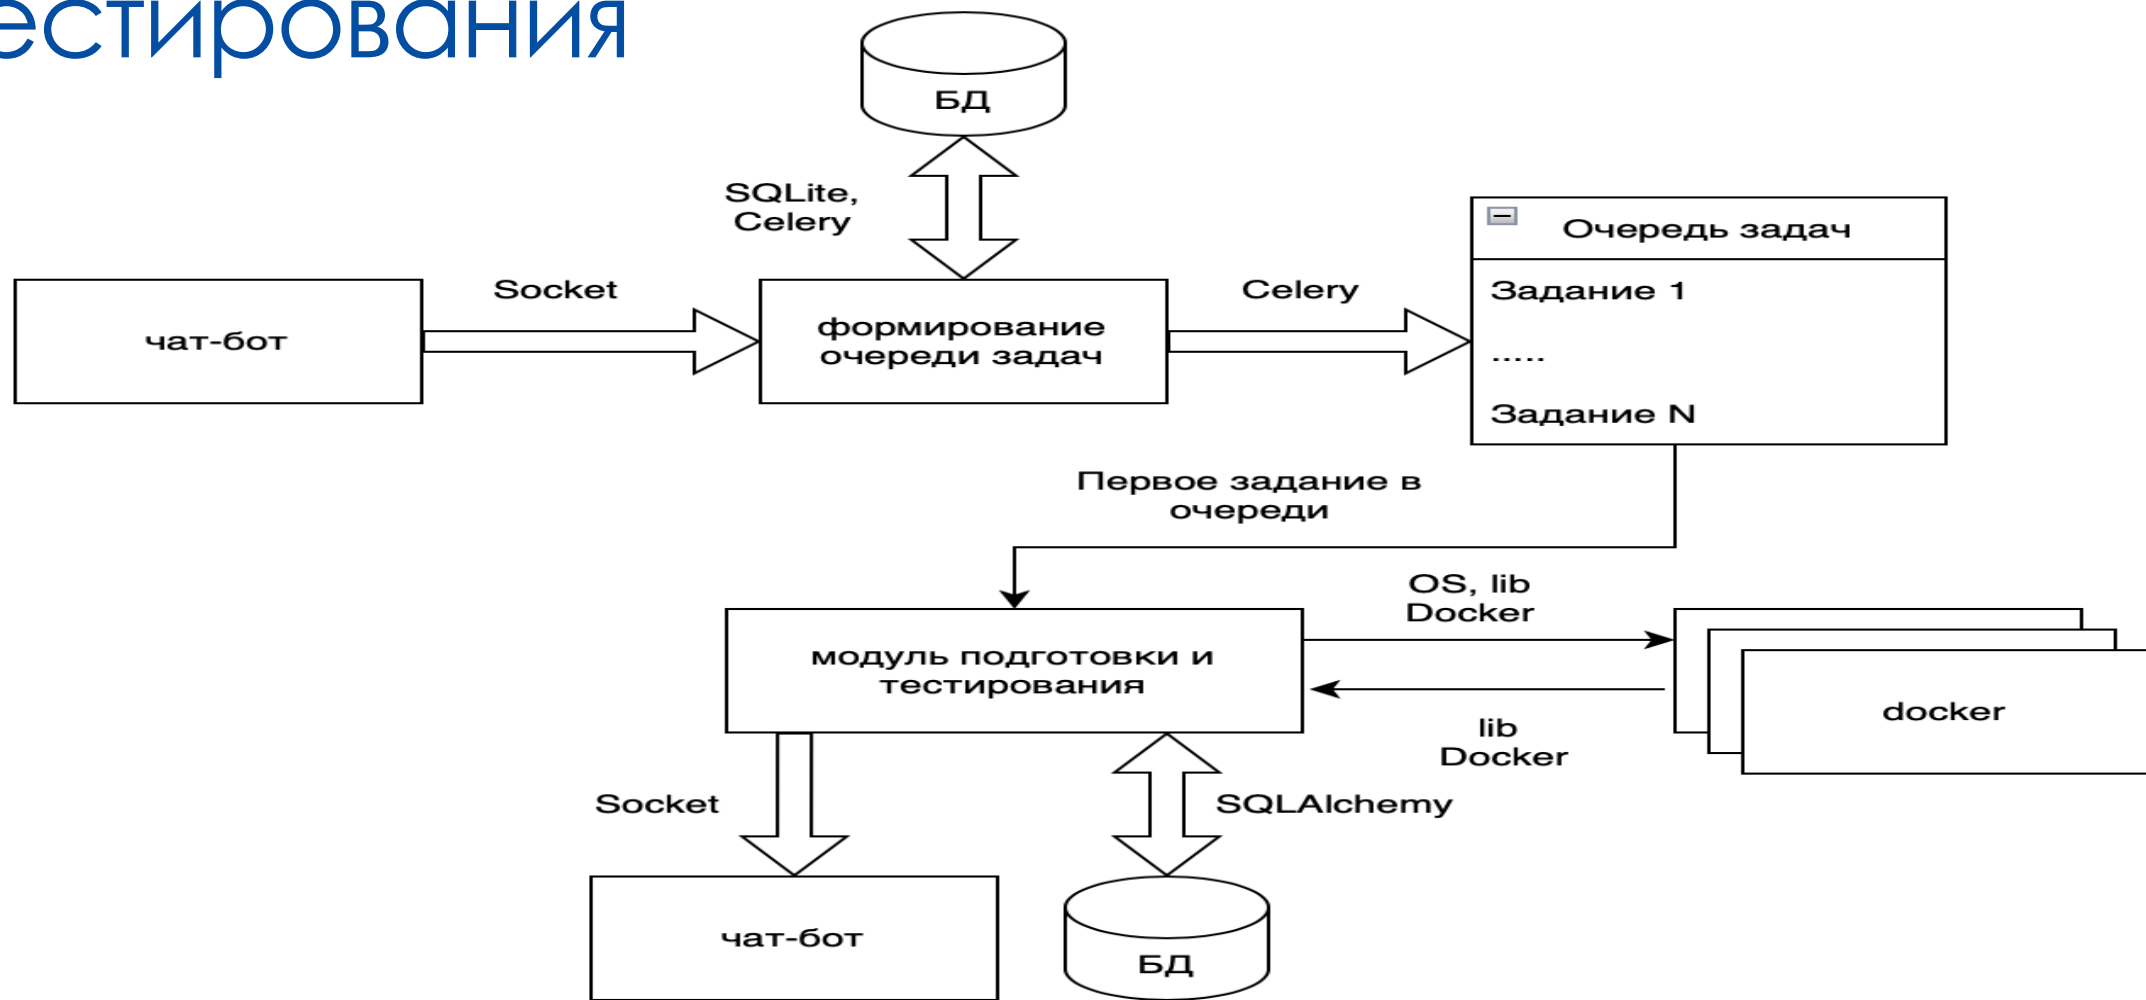 естирования
БД
SQLite,
Celery
чат-бот
Socket
формирование
очереди задач
Celery
Очередь задач
Задание 1
.....
Задание N
Первое задание в
очереди
модуль подготовки и
тестирования
OS, lib
Docker
lib
Docker
docker
Socket
SQLAlchemy
чат-бот
БД